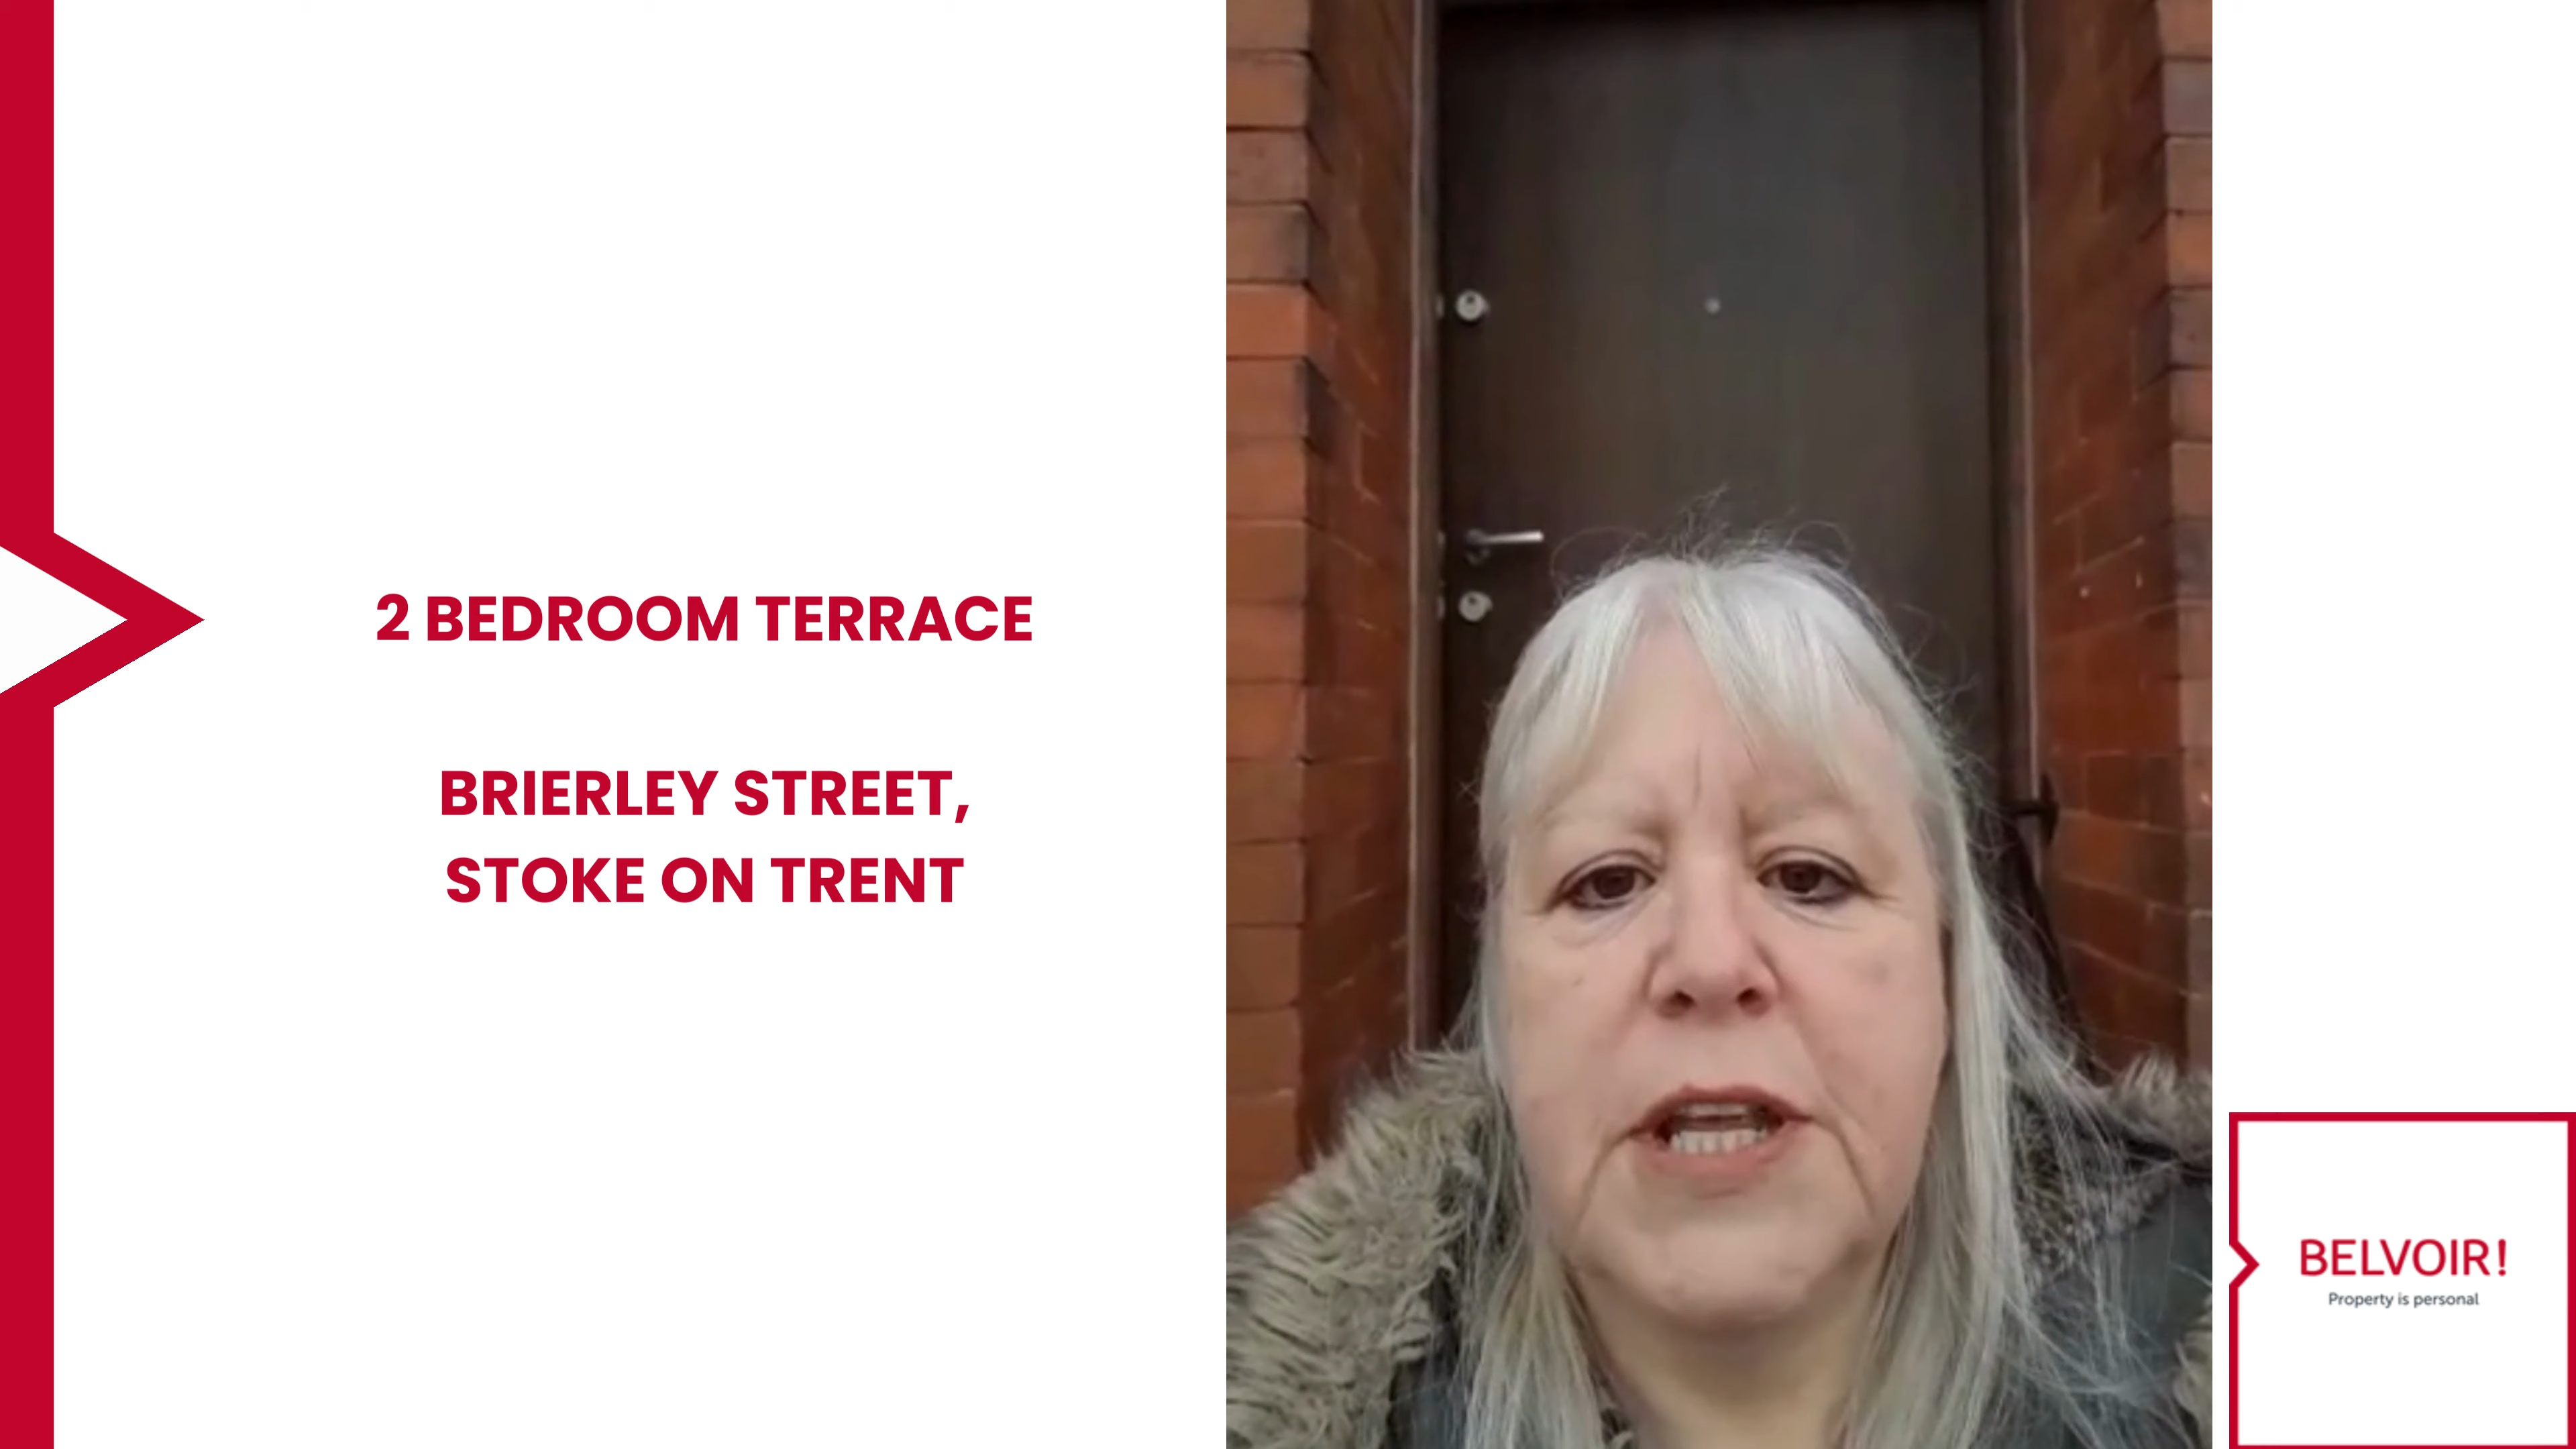 2 BEDROOM TERRACE
BRIERLEY STREET,
STOKE ON TRENT
BELVOIR!
Property is personal